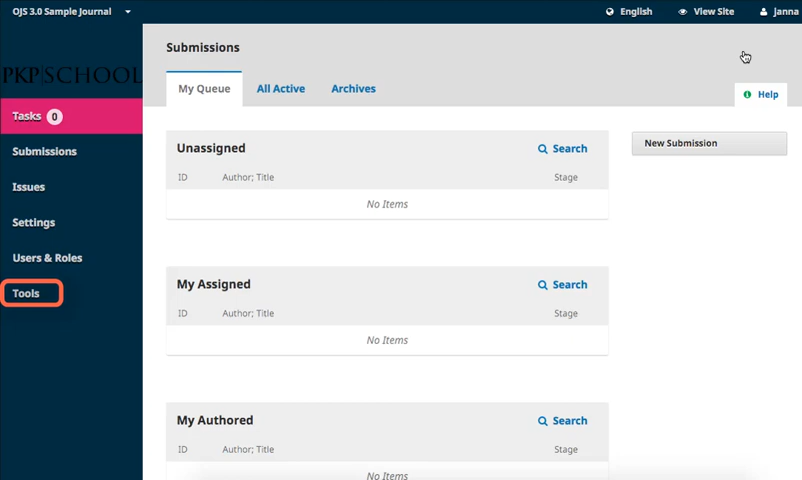 OJS 3.0 Sample Journal English View Site Janna
PKP|SCHOOL
Tasks 0
Submissions
Issues
Settings
Users & Roles
Tools
Submissions
My Queue All Active Archives
Help
Unassigned Search
ID Author; Title Stage
No Items
New Submission
My Assigned Search
ID Author; Title Stage
No Items
My Authored Search
ID Author; Title Stage
No Items